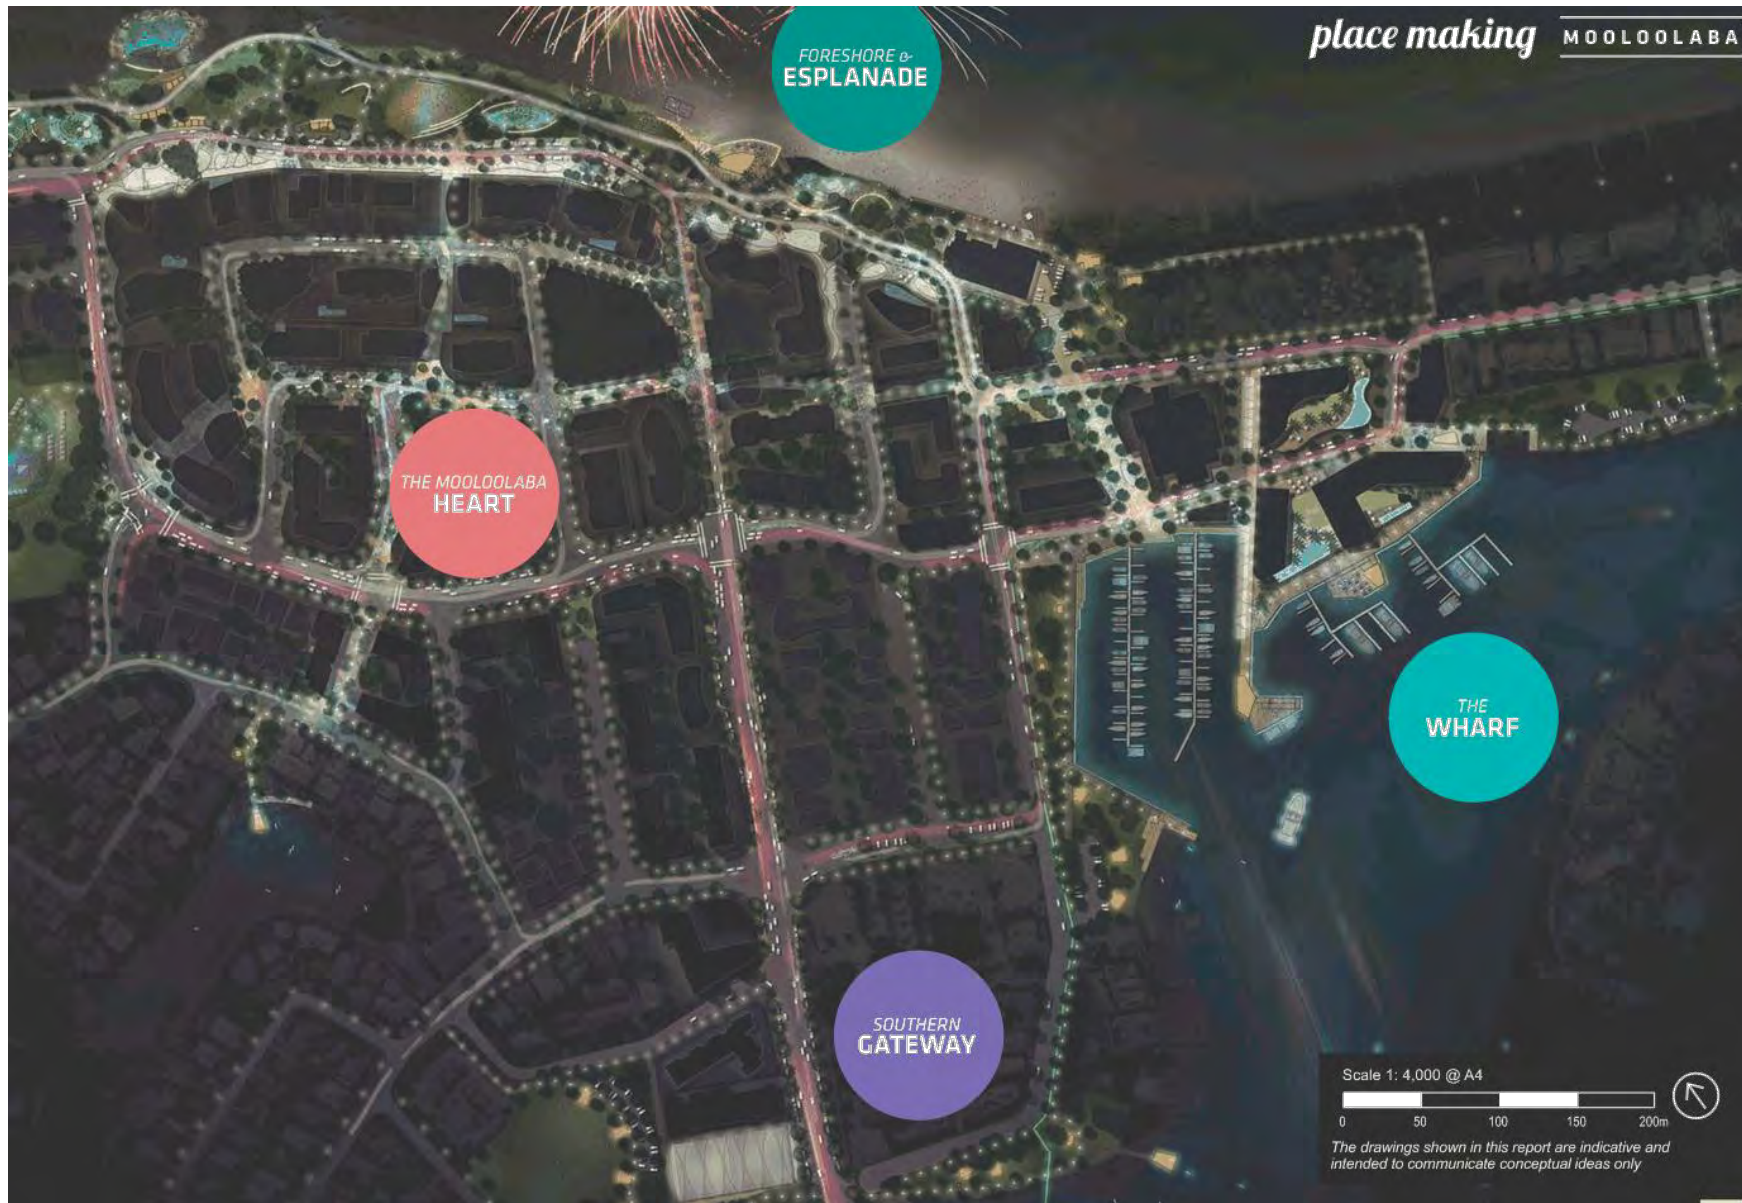 place making MOOLOOLABA
FORESHORE &
ESPLANADE
THE MOOLOOLABA
HEART
THE
WHARF
SOUTHERN
GATEWAY
Scale 1: 4,000 @ A4
0 50 100 150 200m
The drawings shown in this report are indicative and
intended to communicate conceptual ideas only